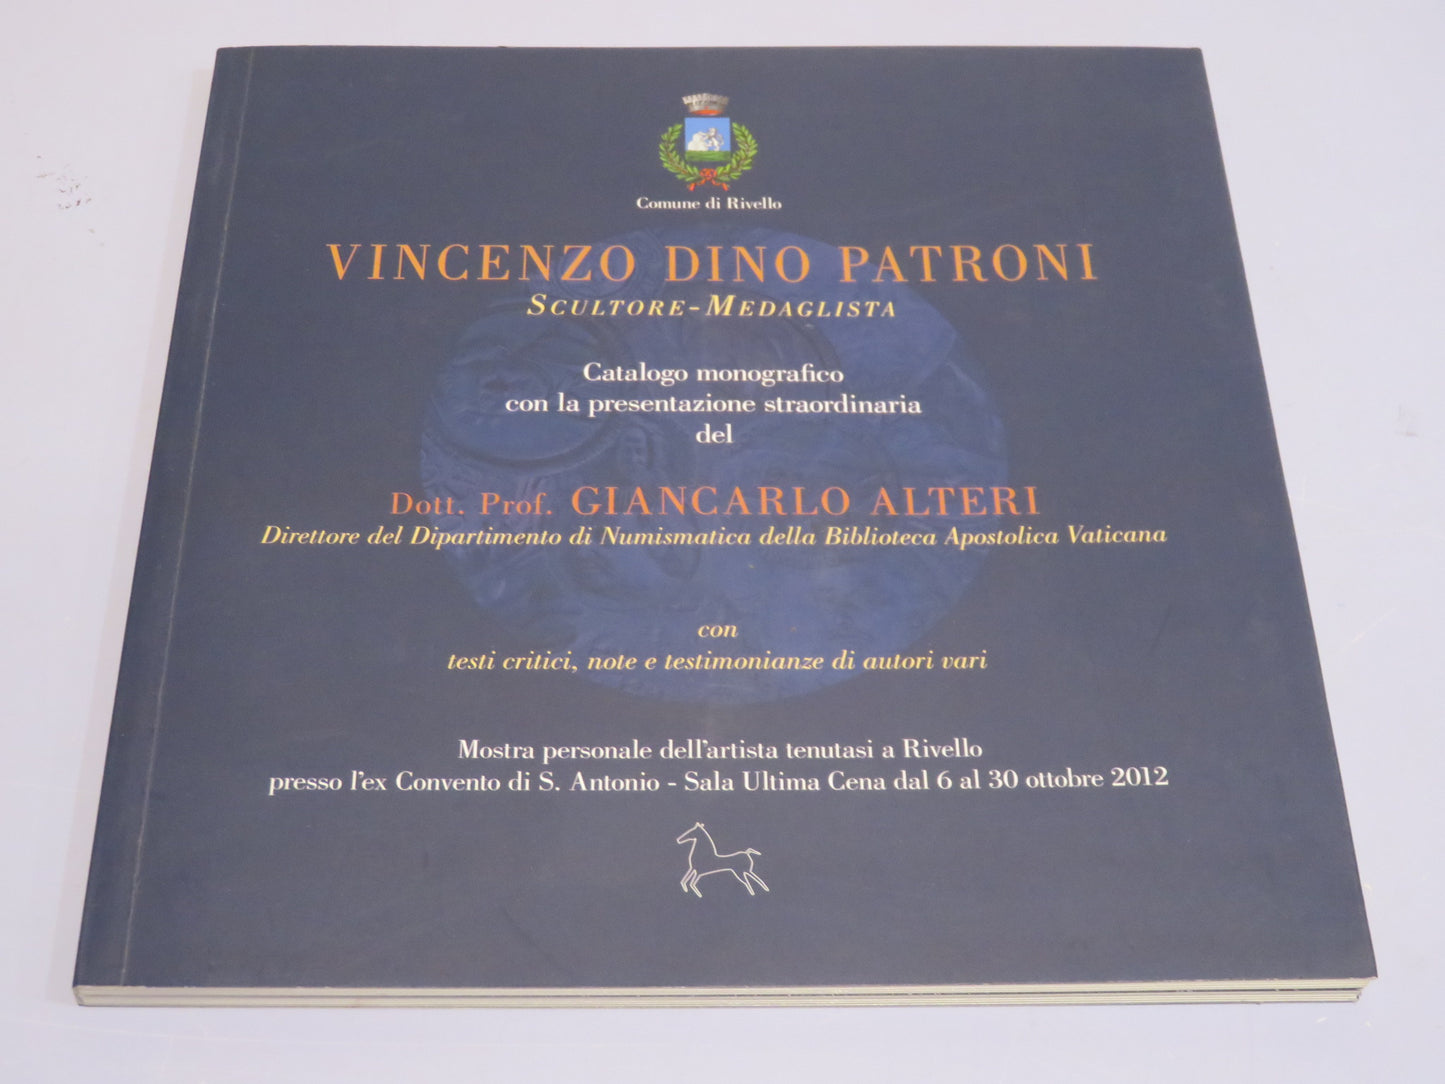 Comune di Rivello
VINCENZO DINO PATRONI
SCULTORE-MEDAGLISTA
Catalogo monografico
con la presentazione straordinaria
del
Dott. Prof. GIANCARLO ALTERI
Direttore del Dipartimento di Numismatica della Biblioteca Apostolica Vaticana
con
testi critici, note e testimonianze di autori vari
Mostra personale dell'artista tenutasi a Rivello
presso l'ex Convento di S. Antonio - Sala Ultima Cena dal 6 al 30 ottobre 2012